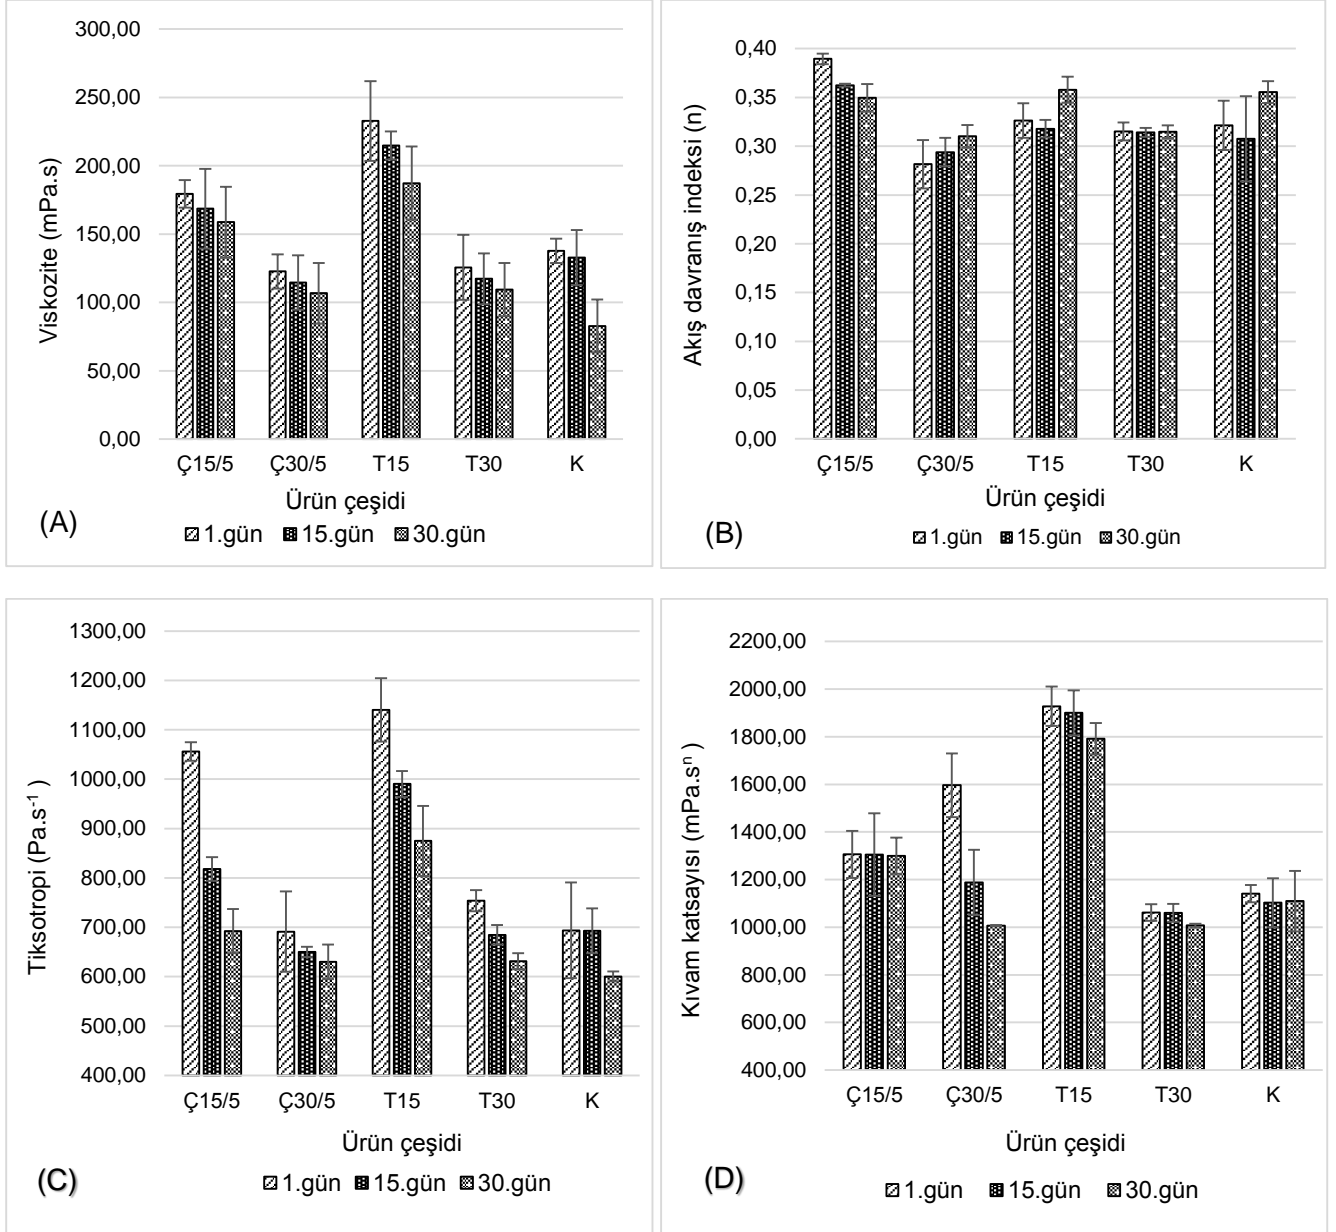 300,00
250,00
200,00
150,00
100,00
50,00
0,00
Viskozite (mPa.s)
Ç15/5 Ç30/5 T15 T30 K
Ürün çeşidi
(A)
1.gün 15.gün 30.gün
0,40
0,35
0,30
0,25
0,20
0,15
0,10
0,05
0,00
Akış davranış indeksi (n)
Ç15/5 Ç30/5 T15 T30 K
Ürün çeşidi
(B)
1.gün 15.gün 30.gün
1300,00
1200,00
1100,00
1000,00
900,00
800,00
700,00
600,00
500,00
400,00
Tiksotropi (Pa.s⁻¹ )
Ç15/5 Ç30/5 T15 T30 K
Ürün çeşidi
(C)
1.gün 15.gün 30.gün
2200,00
2000,00
1800,00
1600,00
1400,00
1200,00
1000,00
800,00
600,00
400,00
Kıvam katsayısı (mPa.sⁿ )
Ç15/5 Ç30/5 T15 T30 K
Ürün çeşidi
(D)
1.gün 15.gün 30.gün